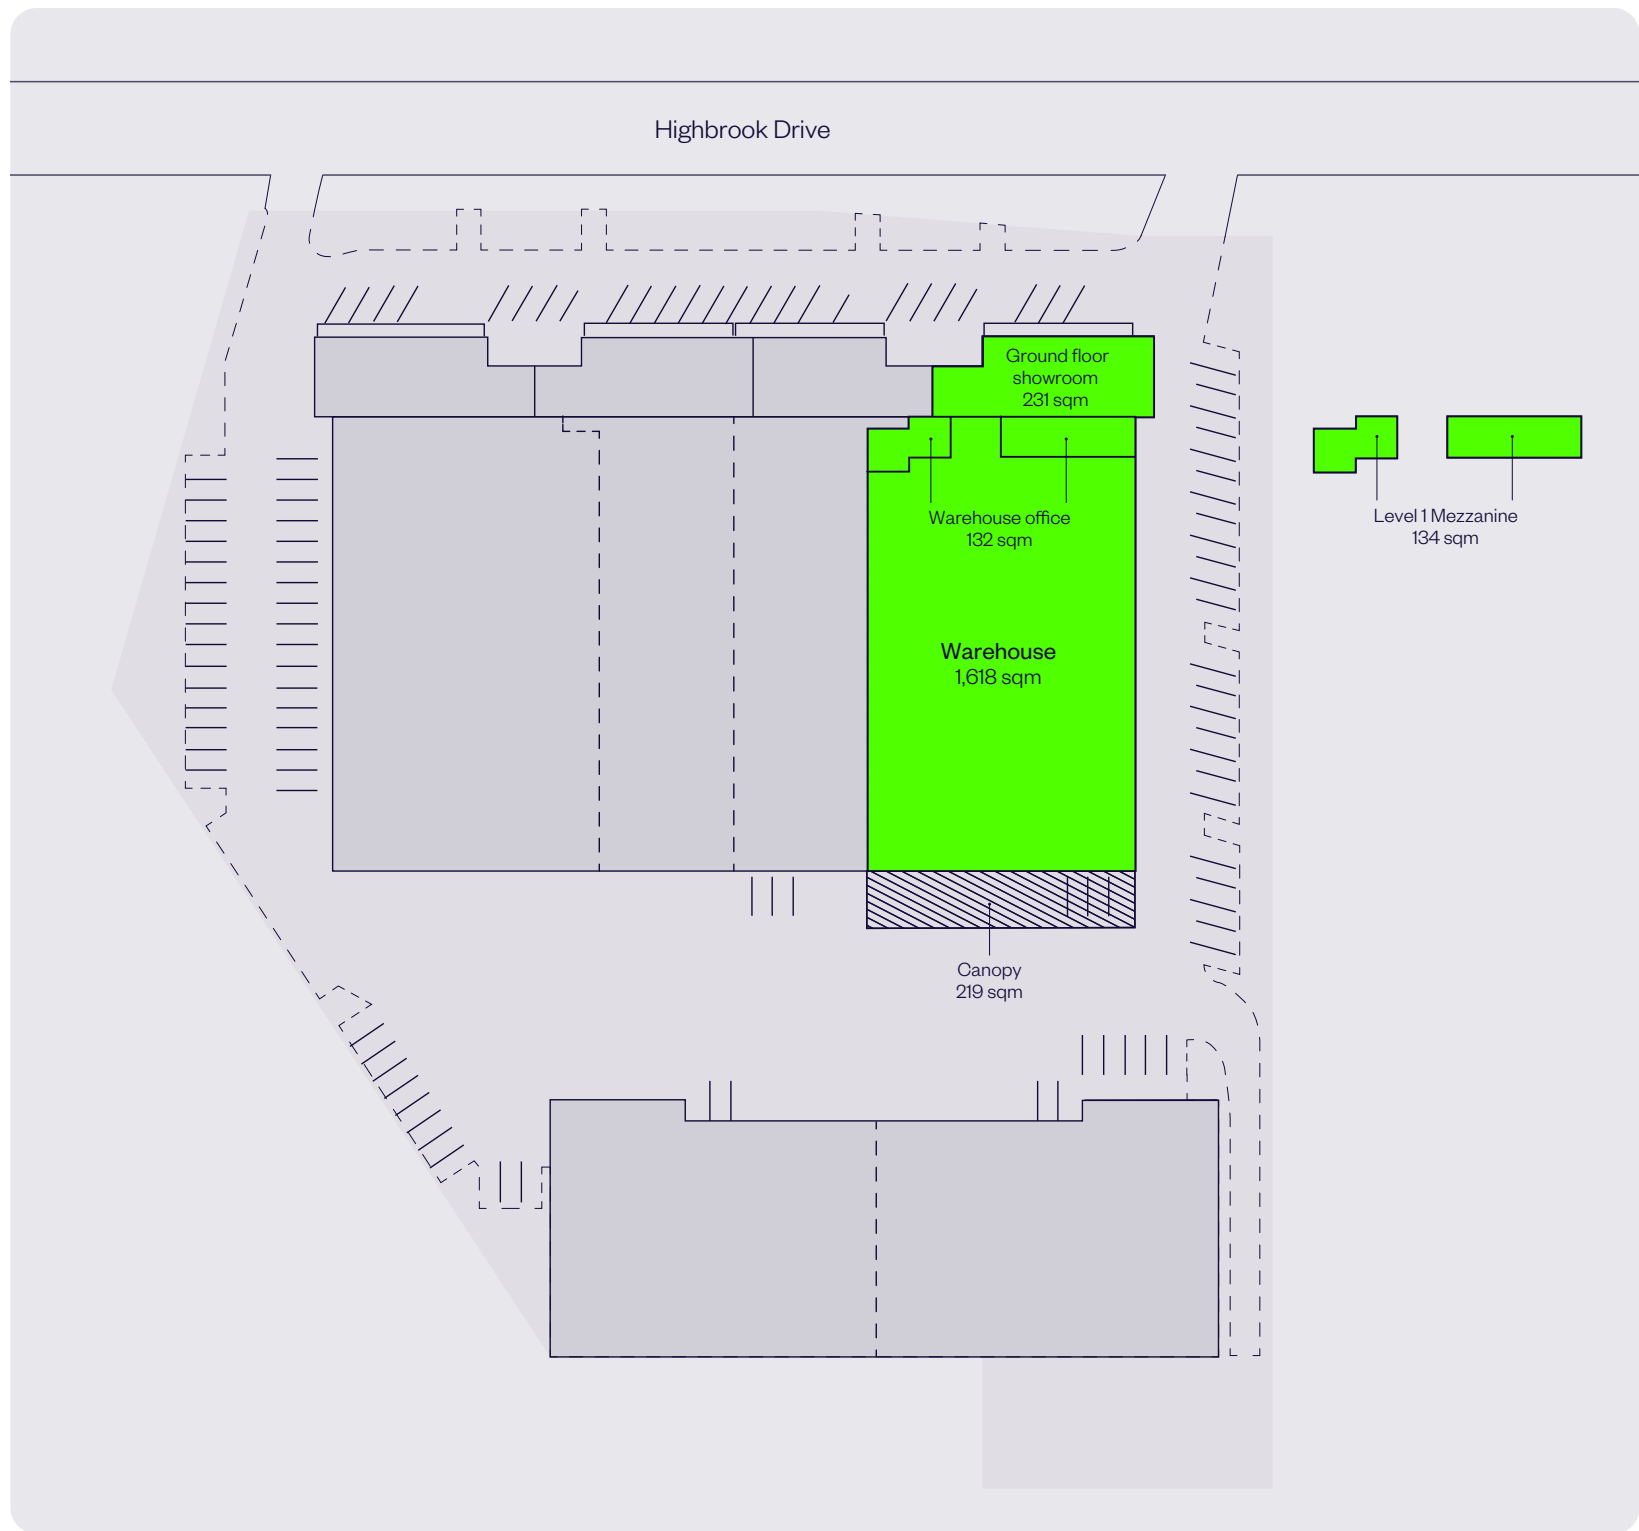 Highbrook Drive
Ground floor
showroom
231 sqm
Warehouse office
132 sqm
Level 1 Mezzanine
134 sqm
Warehouse
1,618 sqm
Canopy
219 sqm